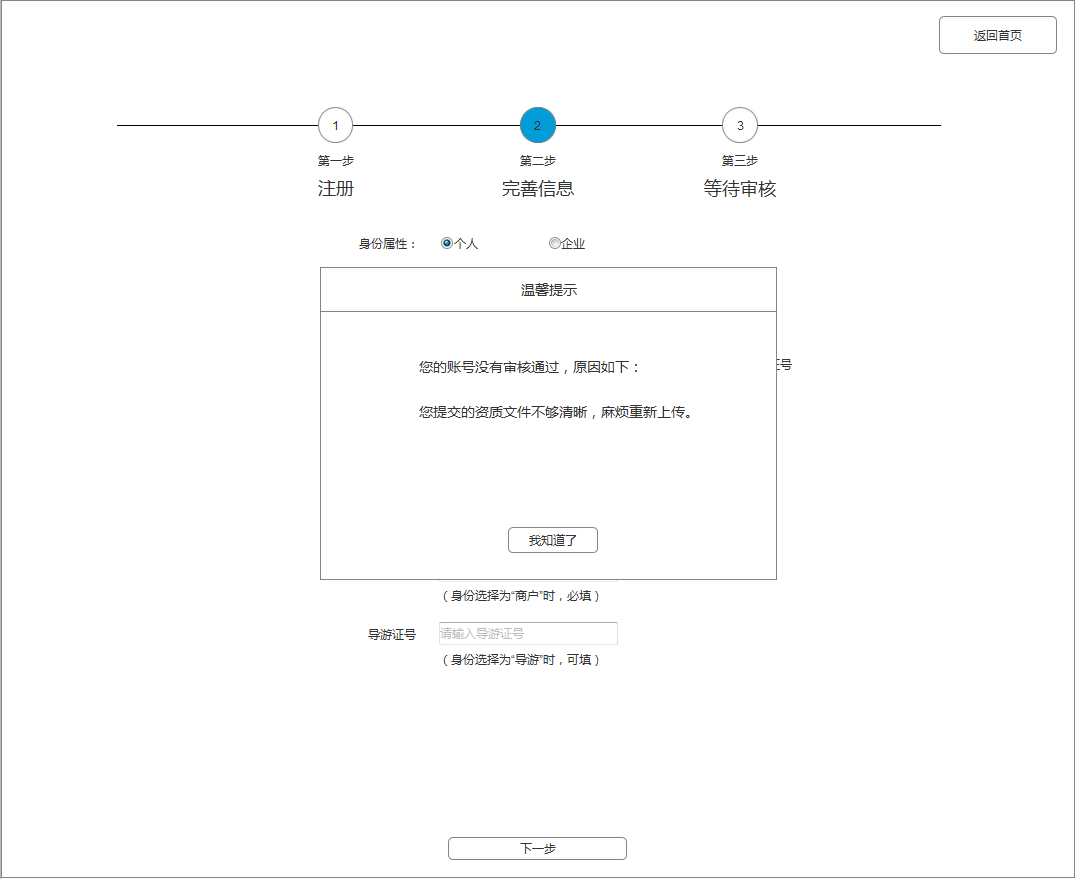 返回首页
1
2
3
第一步
第二步
第三步
注册
完善信息
等待审核
身份属性：
个人
企业
温馨提示
您的账号没有审核通过，原因如下：
号
您提交的资质文件不够清晰，麻烦重新上传。
我知道了
（身份选择为“商户”时，必填）
导游证号
请输入导游证号
（身份选择为“导游”时，可填）
下一步